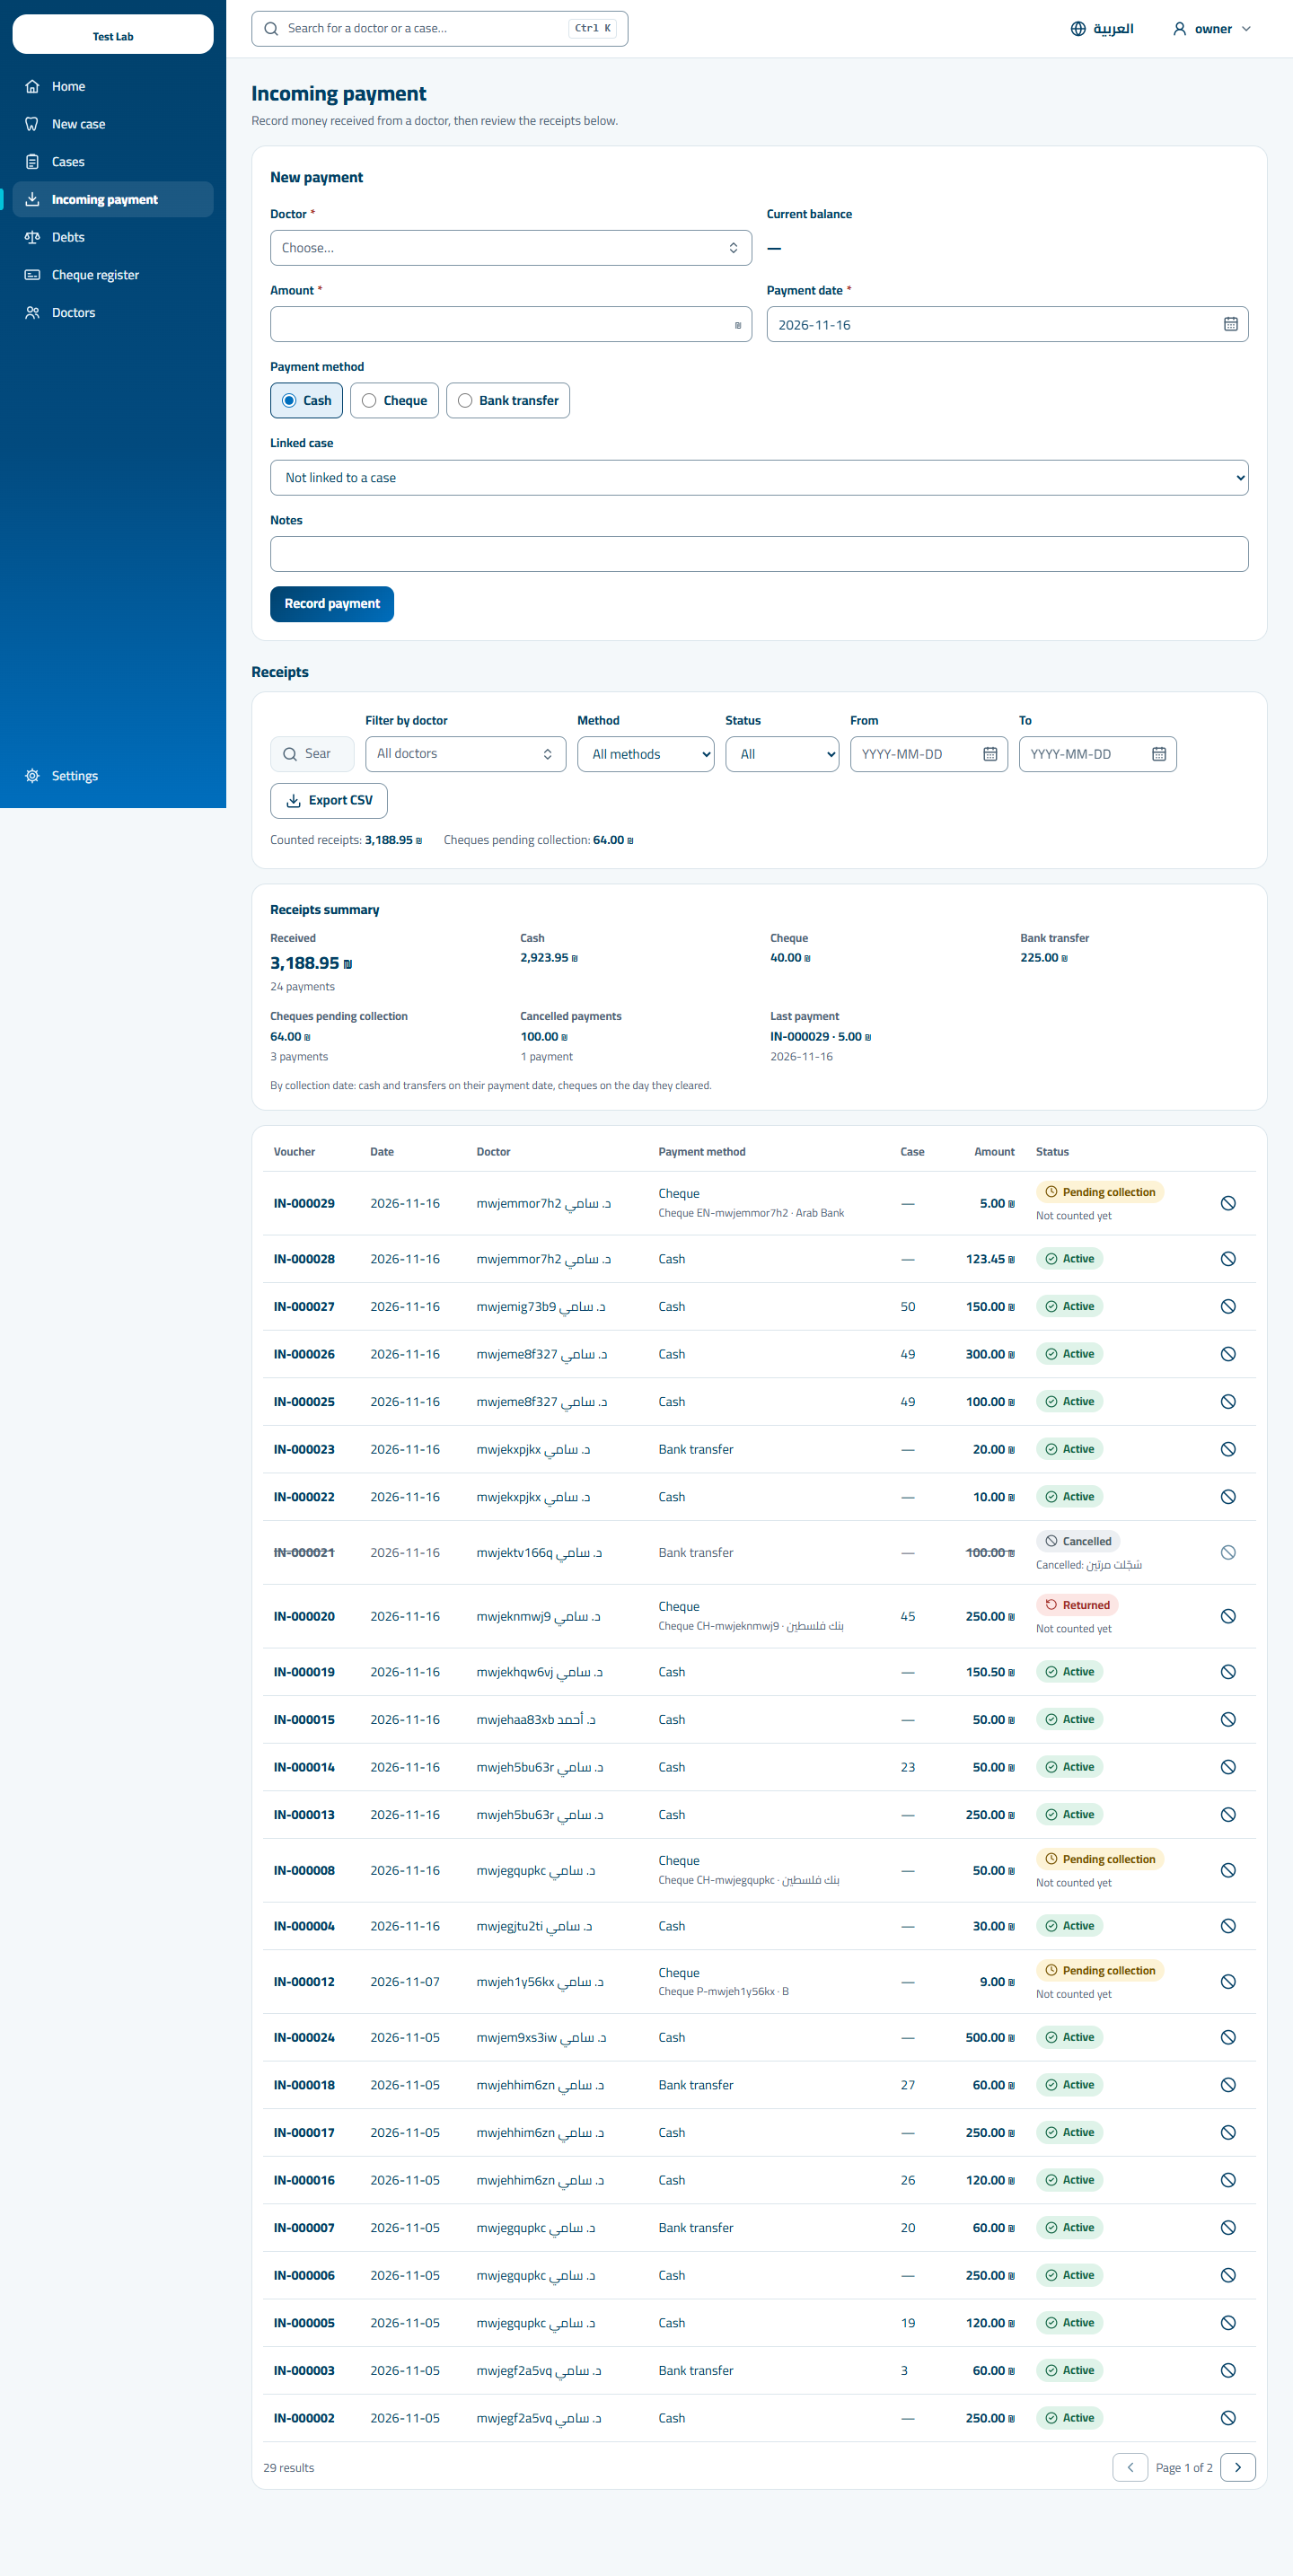 Test Lab
Search for a doctor or a case...
Ctrl K
العربية
owner
Home
New case
Cases
Incoming payment
Debts
Cheque register
Doctors
Settings
Incoming payment
Record money received from a doctor, then review the receipts below.
New payment
Doctor *
Current balance
Choose...
—
Amount *
Payment date *
₪
2026-11-16
Payment method
Cash
Cheque
Bank transfer
Linked case
Not linked to a case
Notes
Record payment
Receipts
Filter by doctor Method Status From To
Sear All doctors All methods All YYYY-MM-DD YYYY-MM-DD
Export CSV
Counted receipts: 3,188.95 ₪ Cheques pending collection: 64.00 ₪
Receipts summary
Received Cash Cheque Bank transfer
3,188.95 ₪ 2,923.95 ₪ 40.00 ₪ 225.00 ₪
24 payments
Cheques pending collection Cancelled payments Last payment
64.00 ₪ 100.00 ₪ IN-000029 · 5.00 ₪
3 payments 1 payment 2026-11-16
By collection date: cash and transfers on their payment date, cheques on the day they cleared.
Voucher Date Doctor Payment method Case Amount Status
IN-000029 2026-11-16 د. سامي mwjemmor7h2 Cheque — 5.00 ₪ Pending collection
Cheque EN-mwjemmor7h2 · Arab Bank Not counted yet
IN-000028 2026-11-16 د. سامي mwjemmor7h2 Cash — 123.45 ₪ Active
IN-000027 2026-11-16 د. سامي mwjemig73b9 Cash 50 150.00 ₪ Active
IN-000026 2026-11-16 د. سامي mwjeme8f327 Cash 49 300.00 ₪ Active
IN-000025 2026-11-16 د. سامي mwjeme8f327 Cash 49 100.00 ₪ Active
IN-000023 2026-11-16 د. سامي mwjekxpjkx Bank transfer — 20.00 ₪ Active
IN-000022 2026-11-16 د. سامي mwjekxpjkx Cash — 10.00 ₪ Active
IN-000021 2026-11-16 د. سامي mwjektv166q Bank transfer — 100.00 ₪ Cancelled
Cancelled: سُجّلت مرتين
IN-000020 2026-11-16 د. سامي mwjeknmwj9 Cheque 45 250.00 ₪ Returned
Cheque CH-mwjeknmwj9 · بنك فلسطين Not counted yet
IN-000019 2026-11-16 د. سامي mwjekhqw6vj Cash — 150.50 ₪ Active
IN-000015 2026-11-16 د. أحمد mwjehaa83xb Cash — 50.00 ₪ Active
IN-000014 2026-11-16 د. سامي mwjeh5bu63r Cash 23 50.00 ₪ Active
IN-000013 2026-11-16 د. سامي mwjeh5bu63r Cash — 250.00 ₪ Active
IN-000008 2026-11-16 د. سامي mwjegqupkc Cheque — 50.00 ₪ Pending collection
Cheque CH-mwjegqupkc · بنك فلسطين Not counted yet
IN-000004 2026-11-16 د. سامي mwjegjtu2ti Cash — 30.00 ₪ Active
IN-000012 2026-11-07 د. سامي mwjeh1y56kx Cheque — 9.00 ₪ Pending collection
Cheque P-mwjeh1y56kx · B Not counted yet
IN-000024 2026-11-05 د. سامي mwjem9xs3iw Cash — 500.00 ₪ Active
IN-000018 2026-11-05 د. سامي mwjehhim6zn Bank transfer 27 60.00 ₪ Active
IN-000017 2026-11-05 د. سامي mwjehhim6zn Cash — 250.00 ₪ Active
IN-000016 2026-11-05 د. سامي mwjehhim6zn Cash 26 120.00 ₪ Active
IN-000007 2026-11-05 د. سامي mwjegqupkc Bank transfer 20 60.00 ₪ Active
IN-000006 2026-11-05 د. سامي mwjegqupkc Cash — 250.00 ₪ Active
IN-000005 2026-11-05 د. سامي mwjegqupkc Cash 19 120.00 ₪ Active
IN-000003 2026-11-05 د. سامي mwjegf2a5vq Bank transfer 3 60.00 ₪ Active
IN-000002 2026-11-05 د. سامي mwjegf2a5vq Cash — 250.00 ₪ Active
29 results Page 1 of 2